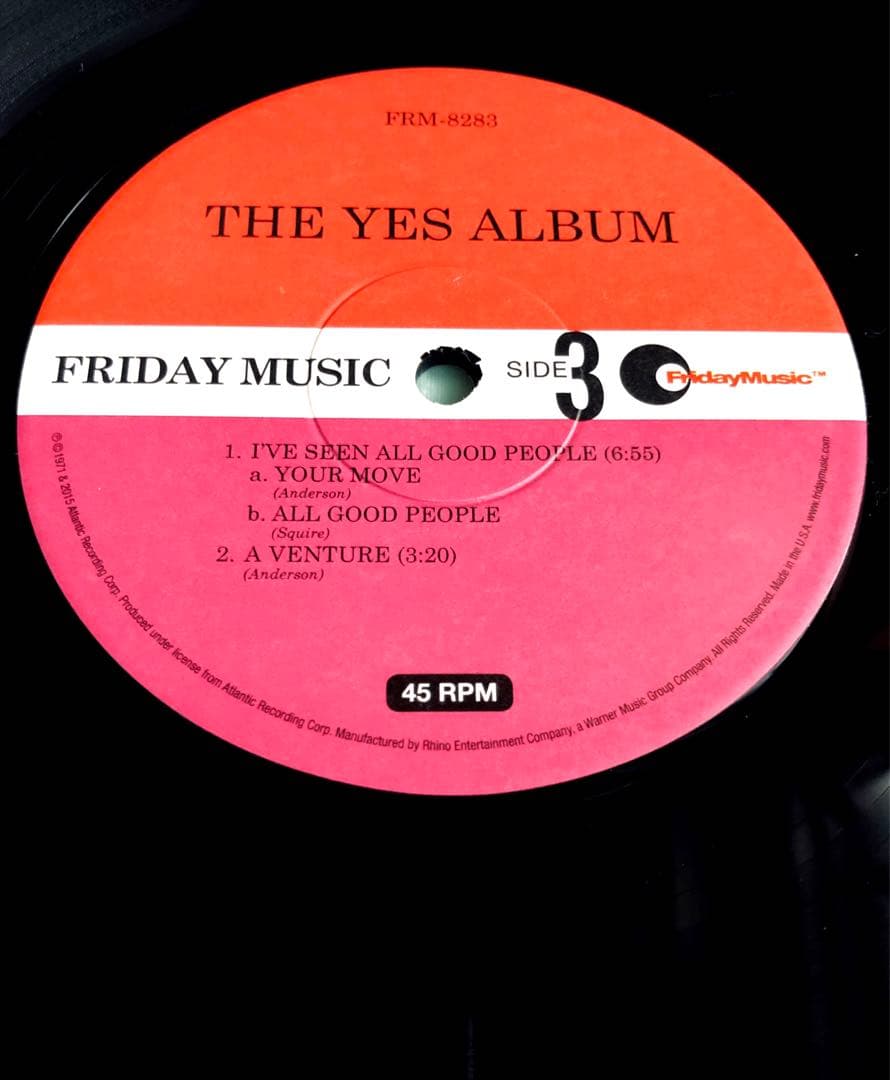 FRM-8283
THE YES ALBUM
FRIDAY MUSIC
SIDE 3
FridayMusic™
1. I'VE SEEN ALL GOOD PEOPLE (6:55)
a. YOUR MOVE
(Anderson)
b. ALL GOOD PEOPLE
(Squire)
2. A VENTURE (3:20)
(Anderson)
45 RPM
℗©1971 & 2015 Atlantic Recording Corp. Produced under license from Atlantic Recording Corp. Manufactured by Rhino Entertainment Company, a Warner Music Group Company. All Rights Reserved. Made in the U.S.A. www.fridaymusic.com